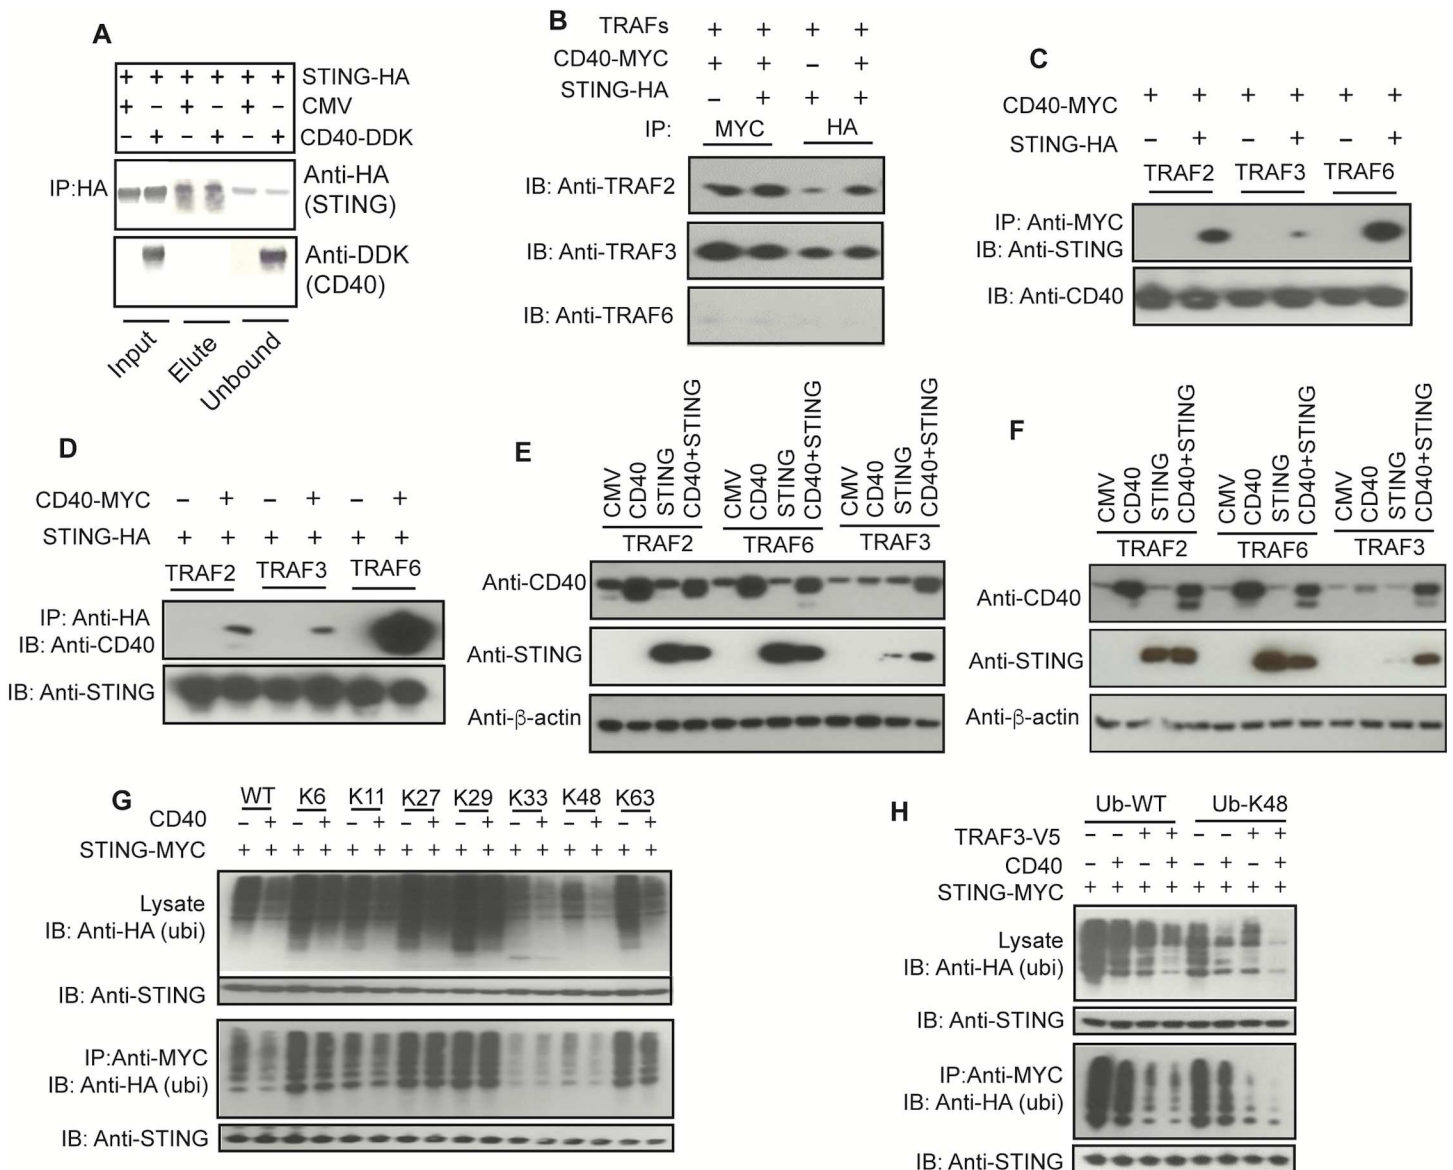 A
+ + + + + + STING-HA
+ - + - + - CMV
- + - + - + CD40-DDK
IP:HA
Anti-HA
(STING)
Anti-DDK
(CD40)
Input
Elute
Unbound
B
TRAFs + + + +
CD40-MYC + + - +
STING-HA - + + +
IP: MYC HA
IB: Anti-TRAF2
IB: Anti-TRAF3
IB: Anti-TRAF6
C
CD40-MYC + + + + + +
STING-HA - + - + - +
TRAF2 TRAF3 TRAF6
IP: Anti-MYC
IB: Anti-STING
IB: Anti-CD40
D
CD40-MYC - + - + - +
STING-HA + + + + + +
TRAF2 TRAF3 TRAF6
IP: Anti-HA
IB: Anti-CD40
IB: Anti-STING
E
CMV CD40 STING CD40+STING CMV CD40 STING CD40+STING CMV CD40 STING CD40+STING
TRAF2 TRAF6 TRAF3
Anti-CD40
Anti-STING
Anti-β-actin
F
CMV CD40 STING CD40+STING CMV CD40 STING CD40+STING CMV CD40 STING CD40+STING
TRAF2 TRAF6 TRAF3
Anti-CD40
Anti-STING
Anti-β-actin
G
WT K6 K11 K27 K29 K33 K48 K63
CD40 - + - + - + - + - + - + - + - +
STING-MYC + + + + + + + + + + + + + + + +
Lysate
IB: Anti-HA (ubi)
IB: Anti-STING
IP:Anti-MYC
IB: Anti-HA (ubi)
IB: Anti-STING
H
Ub-WT Ub-K48
TRAF3-V5 - - + + - - + +
CD40 - + - + - + - +
STING-MYC + + + + + + + +
Lysate
IB: Anti-HA (ubi)
IB: Anti-STING
IP:Anti-MYC
IB: Anti-HA (ubi)
IB: Anti-STING